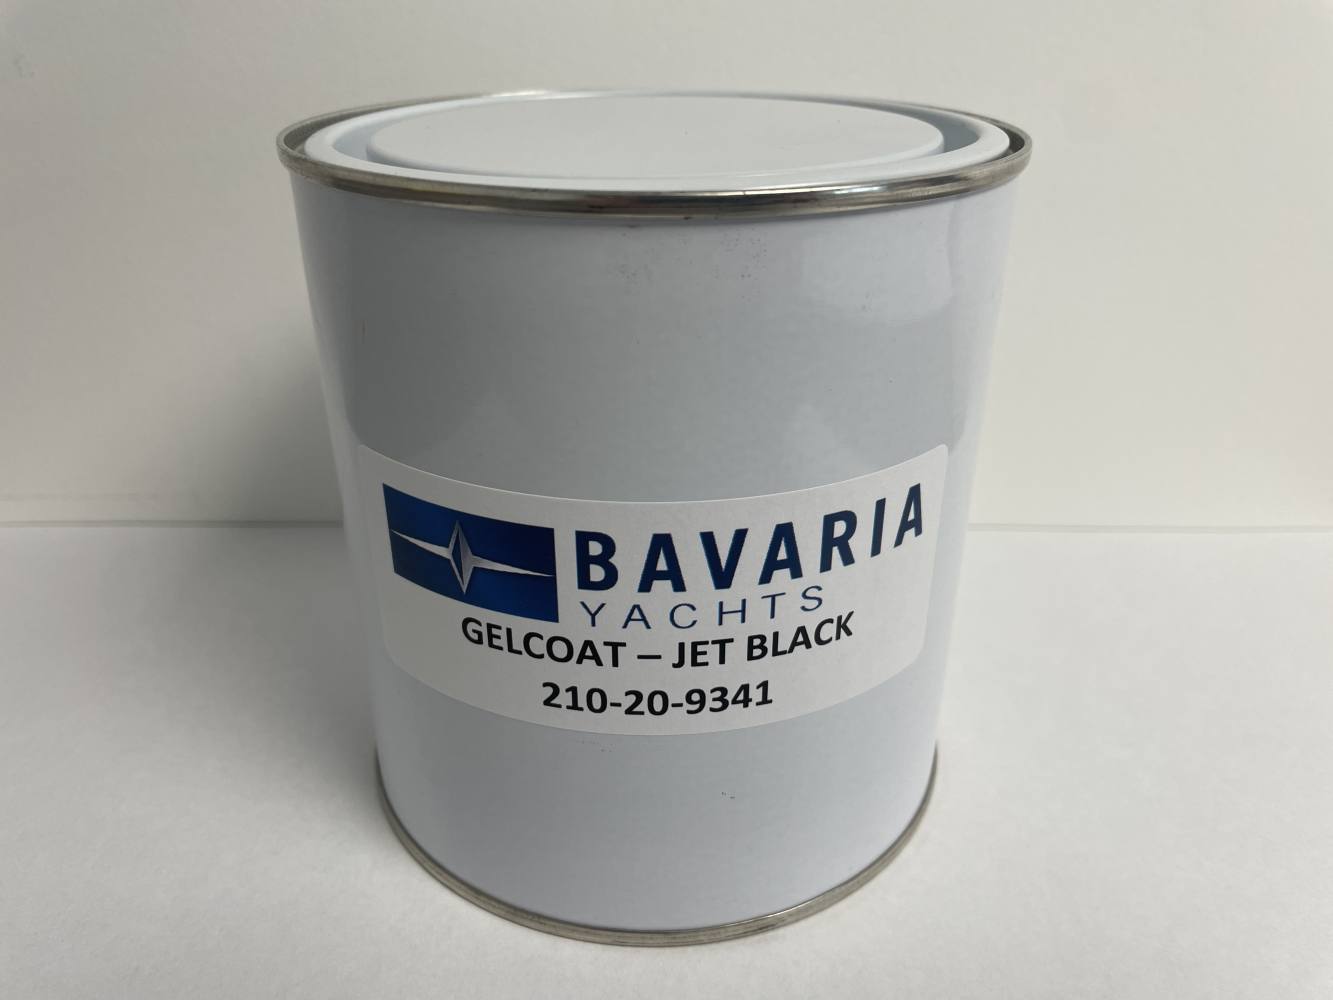 BAVARIA
YACHTS
GELCOAT – JET BLACK
210-20-9341